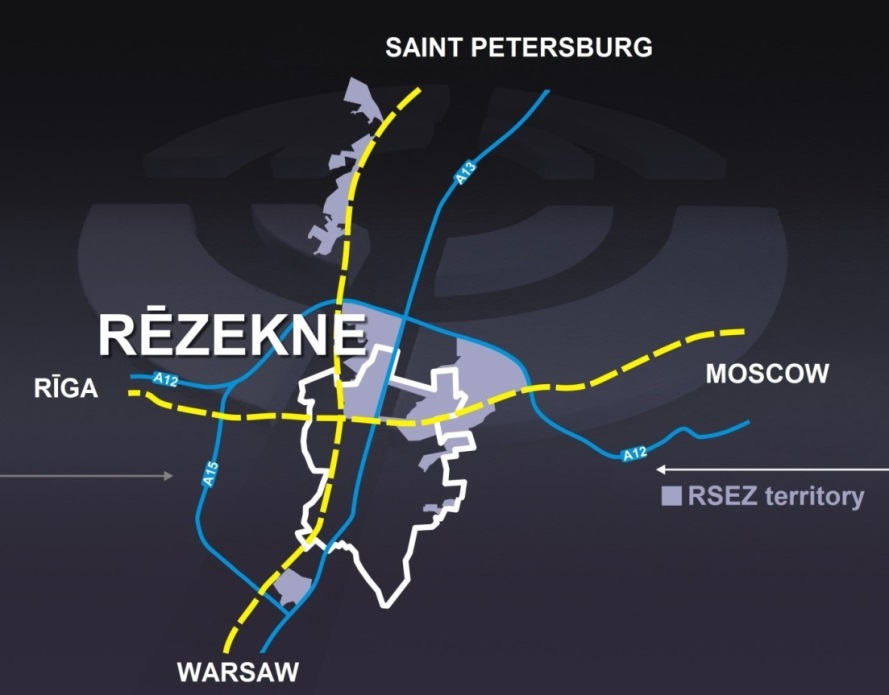 SAINT PETERSBURG
A13
RĒZEKNE
RĪGA
A12
MOSCOW
A15
A12
RSEZ territory
WARSAW